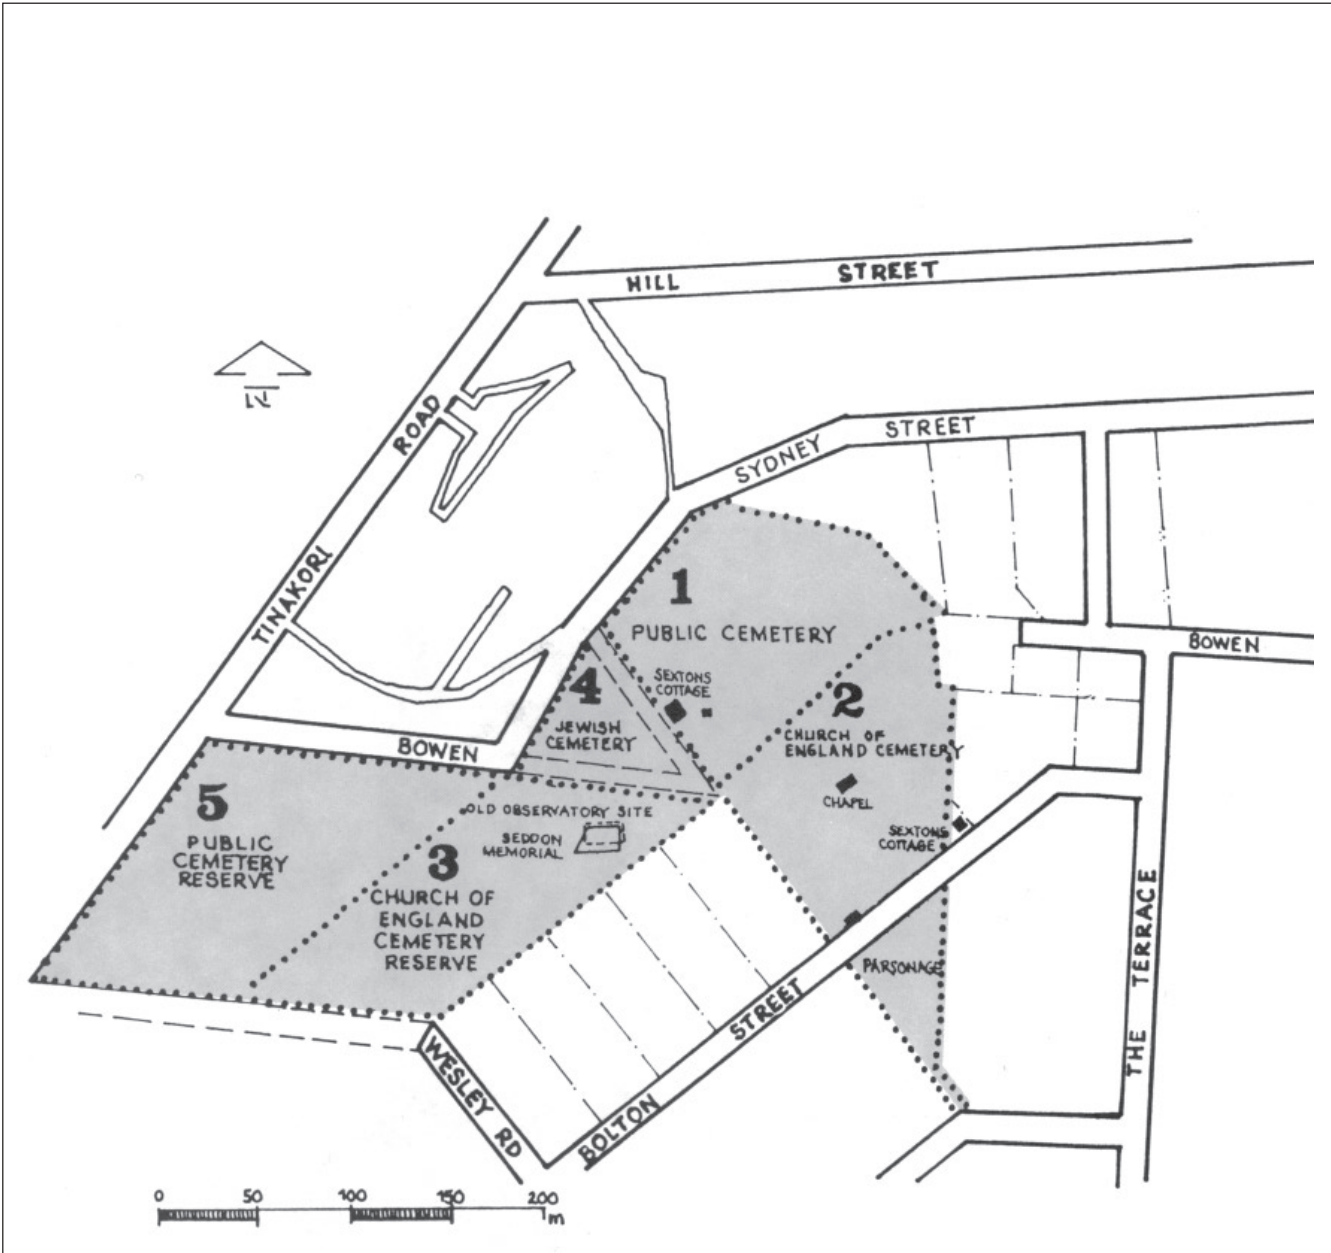 HILL STREET
N
TINAKORI ROAD
SYDNEY STREET
BOWEN
1
PUBLIC CEMETERY
SEXTONS
COTTAGE
2
CHURCH OF
ENGLAND CEMETERY
CHAPEL
SEXTONS
COTTAGE
4
JEWISH
CEMETERY
BOWEN
5
PUBLIC
CEMETERY
RESERVE
OLD OBSERVATORY SITE
SEDDON
MEMORIAL
3
CHURCH OF
ENGLAND
CEMETERY
RESERVE
PARSONAGE
THE TERRACE
BOLTON STREET
WESLEY RD
0 50 100 150 200
m